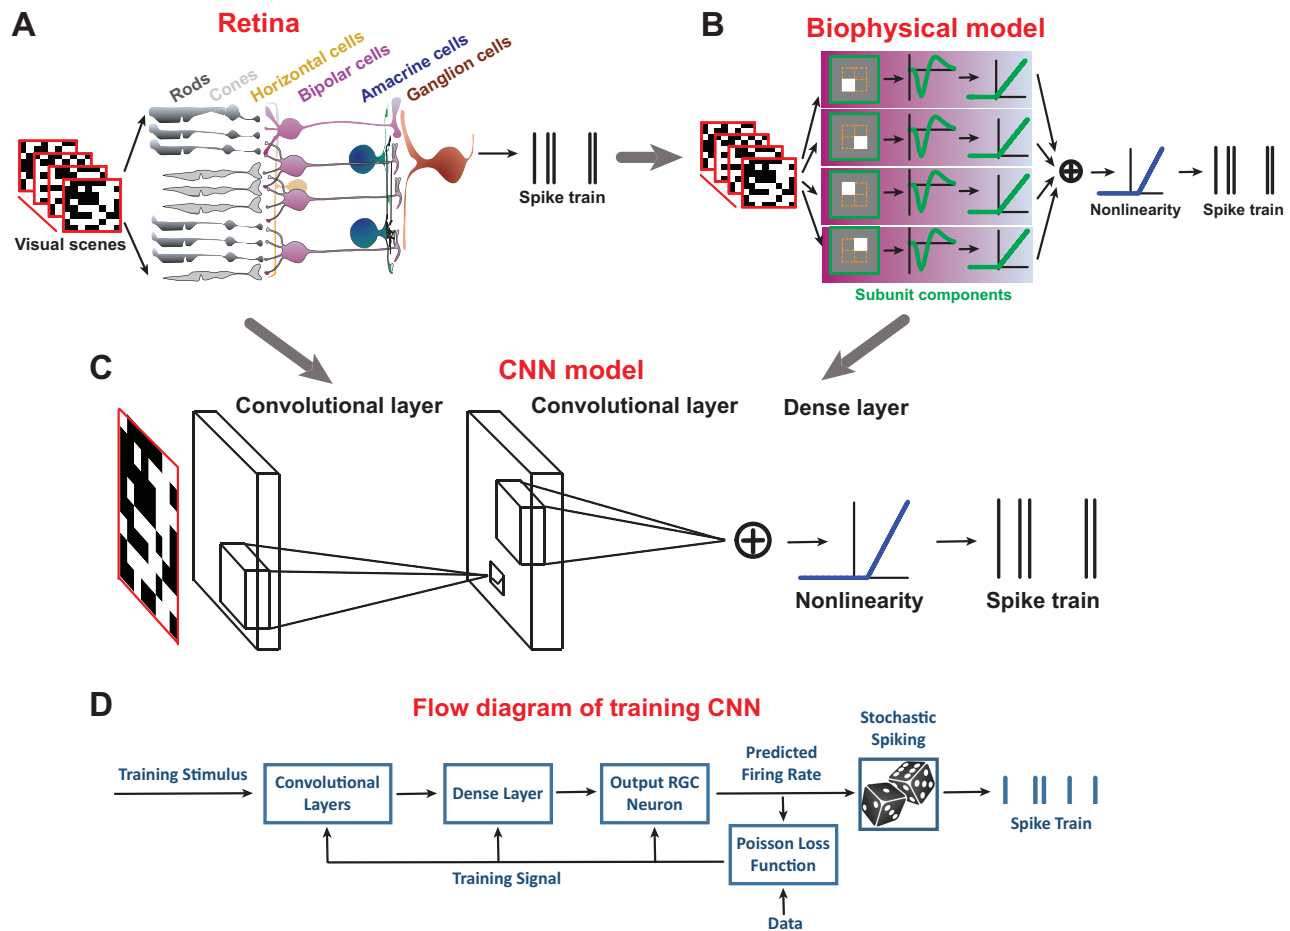 A
Retina
Rods
Cones
Horizontal cells
Bipolar cells
Amacrine cells
Ganglion cells
Visual scenes
Spike train
B
Biophysical model
Subunit components
Nonlinearity
Spike train
C
CNN model
Convolutional layer
Convolutional layer
Dense layer
Nonlinearity
Spike train
D
Flow diagram of training CNN
Training Stimulus
Convolutional
Layers
Dense Layer
Output RGC
Neuron
Predicted
Firing Rate
Stochastic
Spiking
Spike Train
Poisson Loss
Function
Training Signal
Data